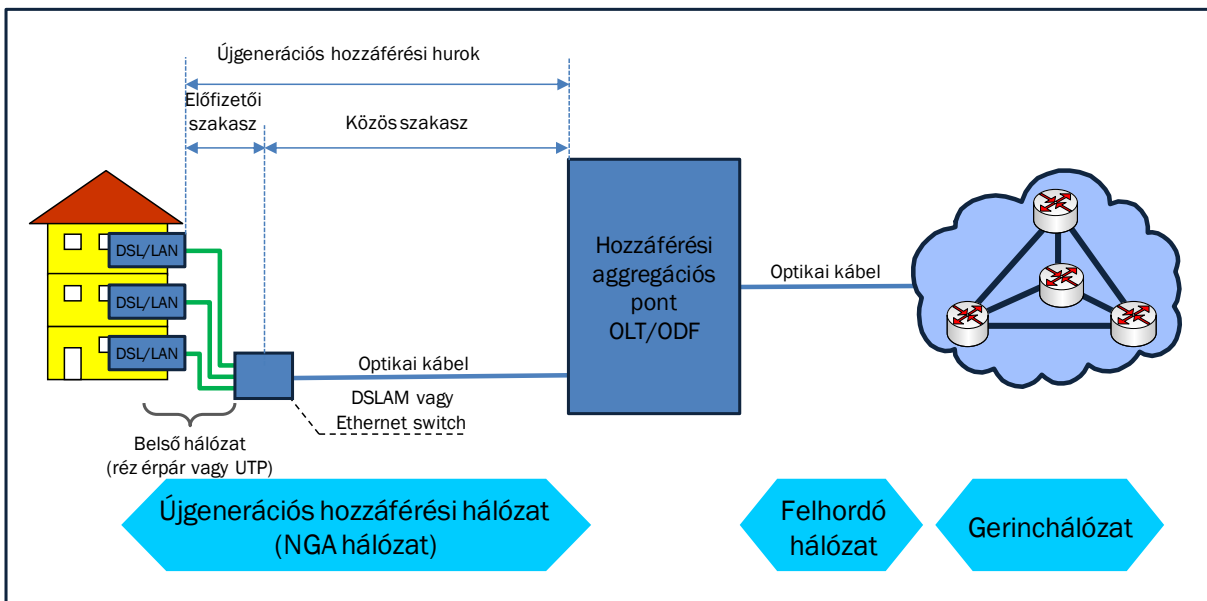 Újgenerációs hozzáférési hurok
Előfizetői
szakasz
Közös szakasz
DSL/LAN
DSL/LAN
DSL/LAN
Hozzáférési
aggregációs
pont
OLT/ODF
Optikai kábel
Optikai kábel
DSLAM vagy
Ethernet switch
Belső hálózat
(réz érpár vagy UTP)
Újgenerációs hozzáférési hálózat
(NGA hálózat)
Felhordó
hálózat
Gerinchálózat